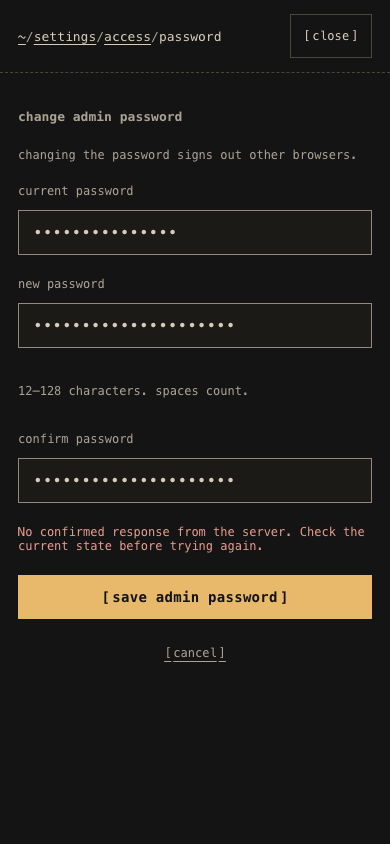 ~/settings/access/password
[close]
change admin password
changing the password signs out other browsers.
current password
•••••••••••••••
new password
•••••••••••••••••••••
12–128 characters. spaces count.
confirm password
•••••••••••••••••••••
No confirmed response from the server. Check the
current state before trying again.
[save admin password]
[cancel]